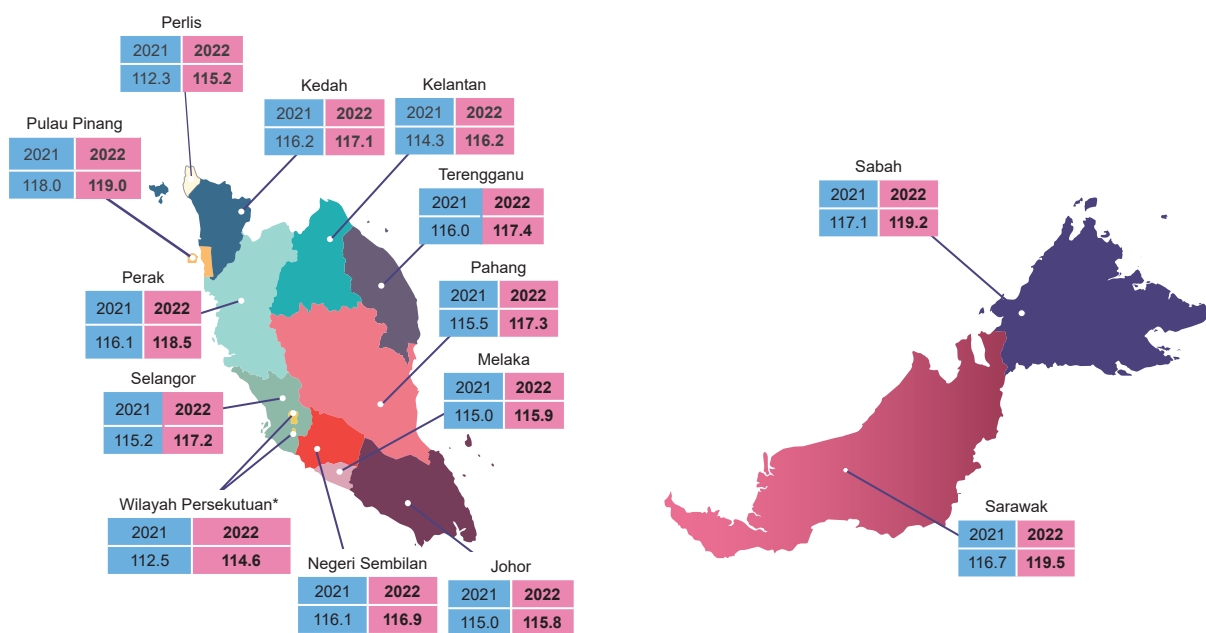 Perlis
2021 2022
112.3 115.2
Kedah
2021 2022
116.2 117.1
Kelantan
2021 2022
114.3 116.2
Pulau Pinang
2021 2022
118.0 119.0
Terengganu
2021 2022
116.0 117.4
Perak
2021 2022
116.1 118.5
Pahang
2021 2022
115.5 117.3
Selangor
2021 2022
115.2 117.2
Melaka
2021 2022
115.0 115.9
Wilayah Persekutuan*
2021 2022
112.5 114.6
Negeri Sembilan
2021 2022
116.1 116.9
Johor
2021 2022
115.0 115.8
Sabah
2021 2022
117.1 119.2
Sarawak
2021 2022
116.7 119.5